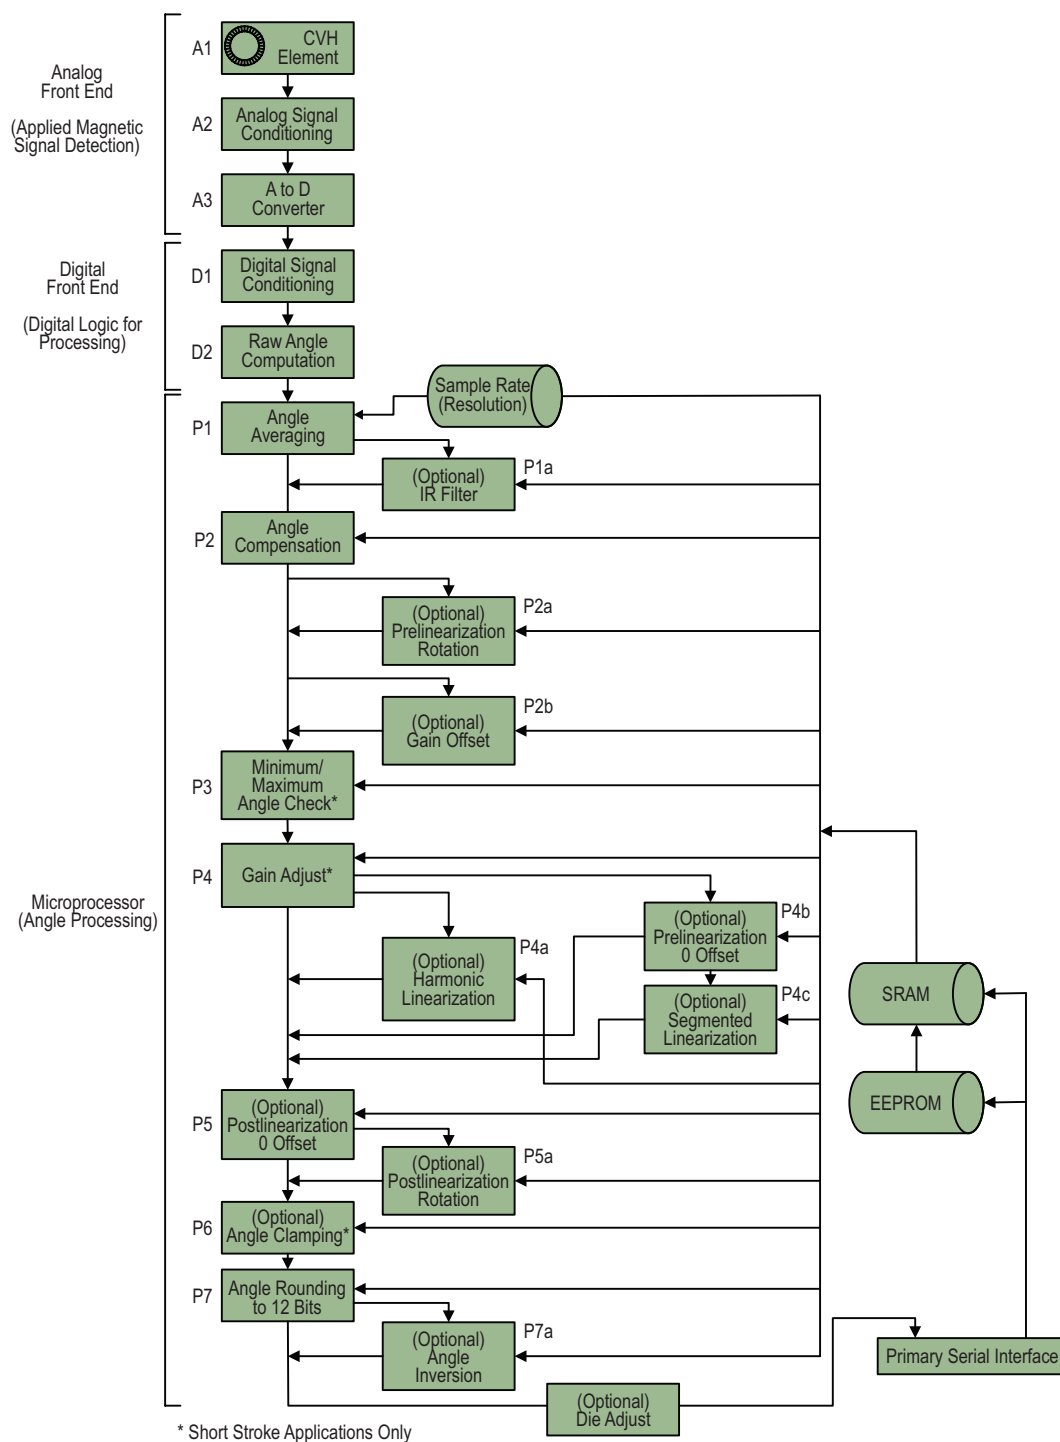 Analog
Front End
(Applied Magnetic
Signal Detection)
A1
CVH
Element
A2
Analog Signal
Conditioning
A3
A to D
Converter
Digital
Front End
(Digital Logic for
Processing)
D1
Digital Signal
Conditioning
D2
Raw Angle
Computation
Microprocessor
(Angle Processing)
Sample Rate
(Resolution)
P1
Angle
Averaging
P1a
(Optional)
IR Filter
P2
Angle
Compensation
P2a
(Optional)
Prelinearization
Rotation
P2b
(Optional)
Gain Offset
P3
Minimum/
Maximum
Angle Check*
P4
Gain Adjust*
P4a
(Optional)
Harmonic
Linearization
P4b
(Optional)
Prelinearization
0 Offset
P4c
(Optional)
Segmented
Linearization
SRAM
EEPROM
P5
(Optional)
Postlinearization
0 Offset
P5a
(Optional)
Postlinearization
Rotation
P6
(Optional)
Angle Clamping*
P7
Angle Rounding
to 12 Bits
P7a
(Optional)
Angle
Inversion
Primary Serial Interface
(Optional)
Die Adjust
* Short Stroke Applications Only